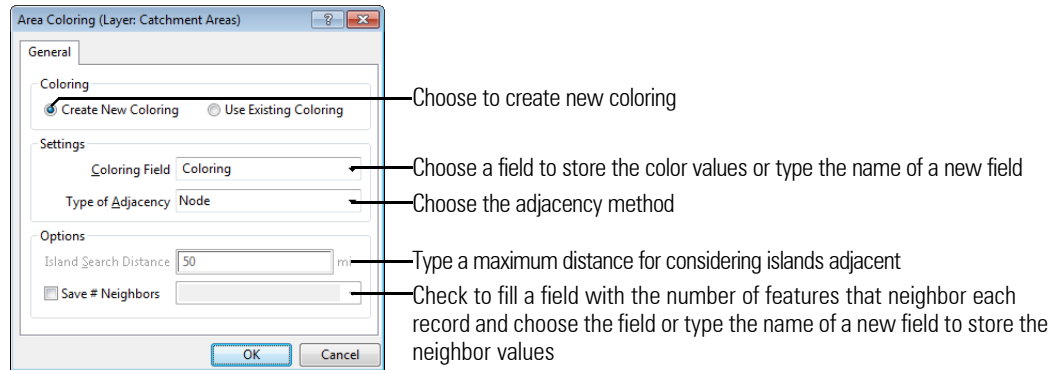 Area Coloring (Layer: Catchment Areas)
General
Coloring
Create New Coloring
Use Existing Coloring
Choose to create new coloring
Settings
Coloring Field
Coloring
Choose a field to store the color values or type the name of a new field
Type of Adjacency
Node
Choose the adjacency method
Options
Island Search Distance
50
Type a maximum distance for considering islands adjacent
Save # Neighbors
Check to fill a field with the number of features that neighbor each
record and choose the field or type the name of a new field to store the
neighbor values
OK
Cancel